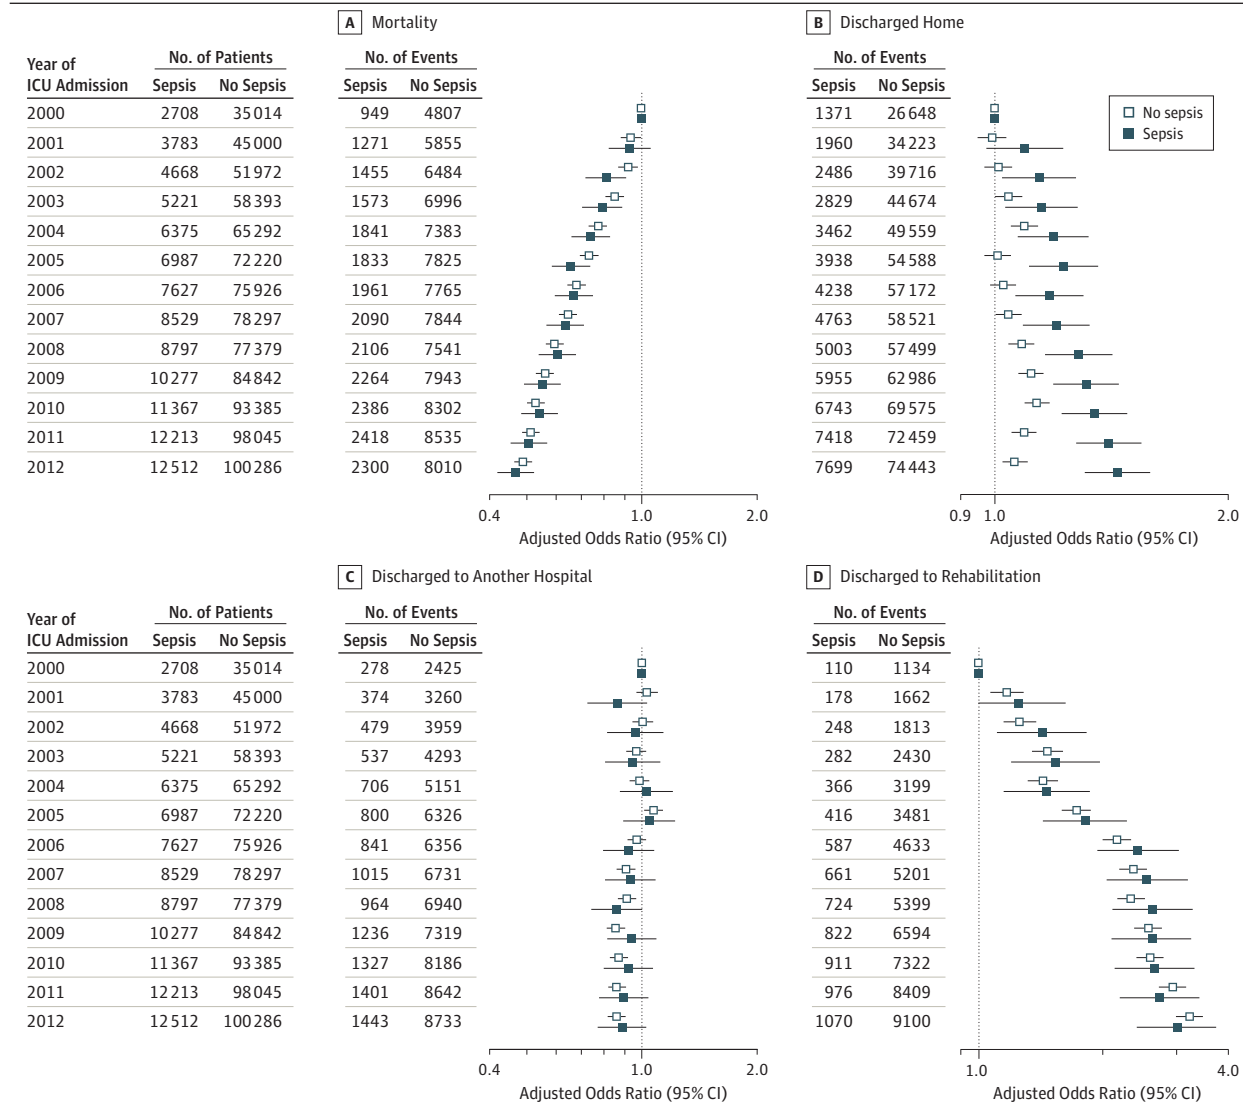 A Mortality
B Discharged Home
Year of ICU Admission No. of Patients No. of Events No. of Events
Sepsis No Sepsis Sepsis No Sepsis Sepsis No Sepsis
2000 2708 35014 949 4807 1371 26648
2001 3783 45000 1271 5855 1960 34223
2002 4668 51972 1455 6484 2486 39716
2003 5221 58393 1573 6996 2829 44674
2004 6375 65292 1841 7383 3462 49559
2005 6987 72220 1833 7825 3938 54588
2006 7627 75926 1961 7765 4238 57172
2007 8529 78297 2090 7844 4763 58521
2008 8797 77379 2106 7541 5003 57499
2009 10277 84842 2264 7943 5955 62986
2010 11367 93385 2386 8302 6743 69575
2011 12213 98045 2418 8535 7418 72459
2012 12512 100286 2300 8010 7699 74443
No sepsis
Sepsis
0.4 1.0 2.0 0.9 1.0 2.0
Adjusted Odds Ratio (95% CI) Adjusted Odds Ratio (95% CI)
C Discharged to Another Hospital
D Discharged to Rehabilitation
Year of ICU Admission No. of Patients No. of Events No. of Events
Sepsis No Sepsis Sepsis No Sepsis Sepsis No Sepsis
2000 2708 35014 278 2425 110 1134
2001 3783 45000 374 3260 178 1662
2002 4668 51972 479 3959 248 1813
2003 5221 58393 537 4293 282 2430
2004 6375 65292 706 5151 366 3199
2005 6987 72220 800 6326 416 3481
2006 7627 75926 841 6356 587 4633
2007 8529 78297 1015 6731 661 5201
2008 8797 77379 964 6940 724 5399
2009 10277 84842 1236 7319 822 6594
2010 11367 93385 1327 8186 911 7322
2011 12213 98045 1401 8642 976 8409
2012 12512 100286 1443 8733 1070 9100
0.4 1.0 2.0 1.0 4.0
Adjusted Odds Ratio (95% CI) Adjusted Odds Ratio (95% CI)